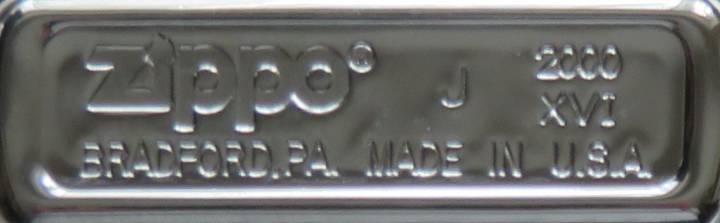 Zippo® J 2000
XVI
BRADFORD, PA. MADE IN U.S.A.